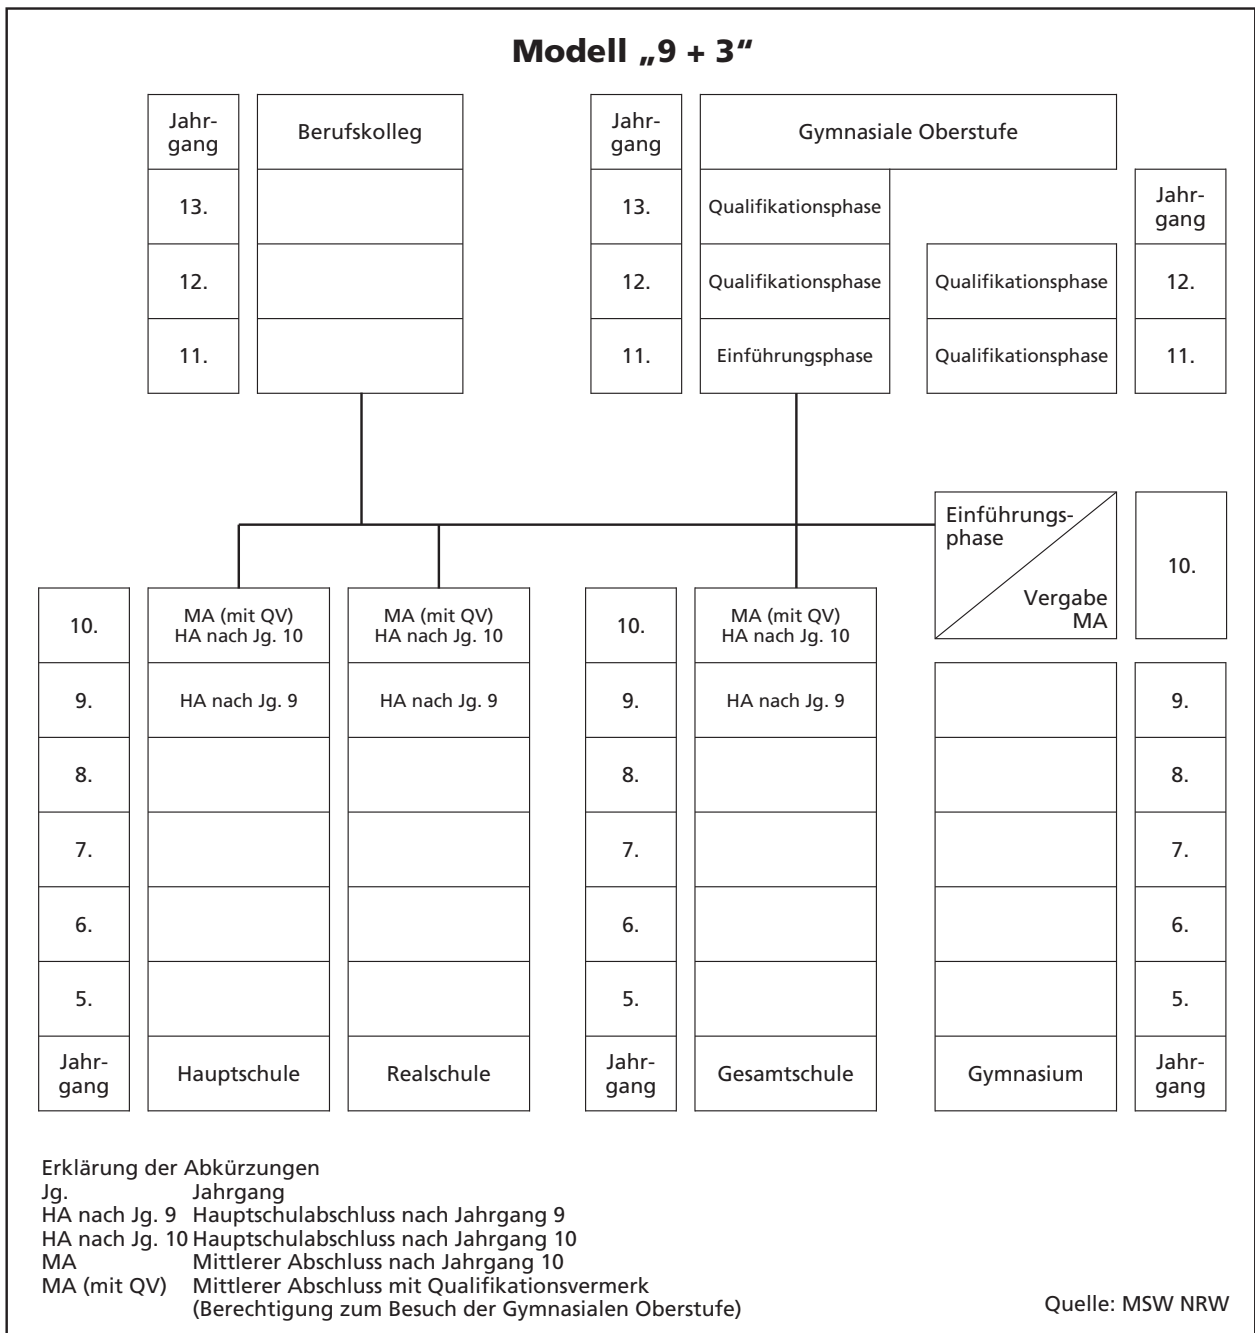 Modell „9 + 3“
Jahr-
gang
Berufskolleg
Jahr-
gang
Gymnasiale Oberstufe
13.
13.
Qualifikationsphase
Jahr-
gang
12.
12.
Qualifikationsphase
Qualifikationsphase
12.
11.
11.
Einführungsphase
Qualifikationsphase
11.
Einführungs-
phase
Vergabe
MA
10.
10.
MA (mit QV)
HA nach Jg. 10
MA (mit QV)
HA nach Jg. 10
10.
MA (mit QV)
HA nach Jg. 10
9.
HA nach Jg. 9
HA nach Jg. 9
9.
HA nach Jg. 9
9.
8.
8.
8.
7.
7.
7.
6.
6.
6.
5.
5.
5.
Jahr-
gang
Hauptschule
Realschule
Jahr-
gang
Gesamtschule
Gymnasium
Jahr-
gang
Erklärung der Abkürzungen
Jg. Jahrgang
HA nach Jg. 9 Hauptschulabschluss nach Jahrgang 9
HA nach Jg. 10 Hauptschulabschluss nach Jahrgang 10
MA Mittlerer Abschluss nach Jahrgang 10
MA (mit QV) Mittlerer Abschluss mit Qualifikationsvermerk
(Berechtigung zum Besuch der Gymnasialen Oberstufe)
Quelle: MSW NRW